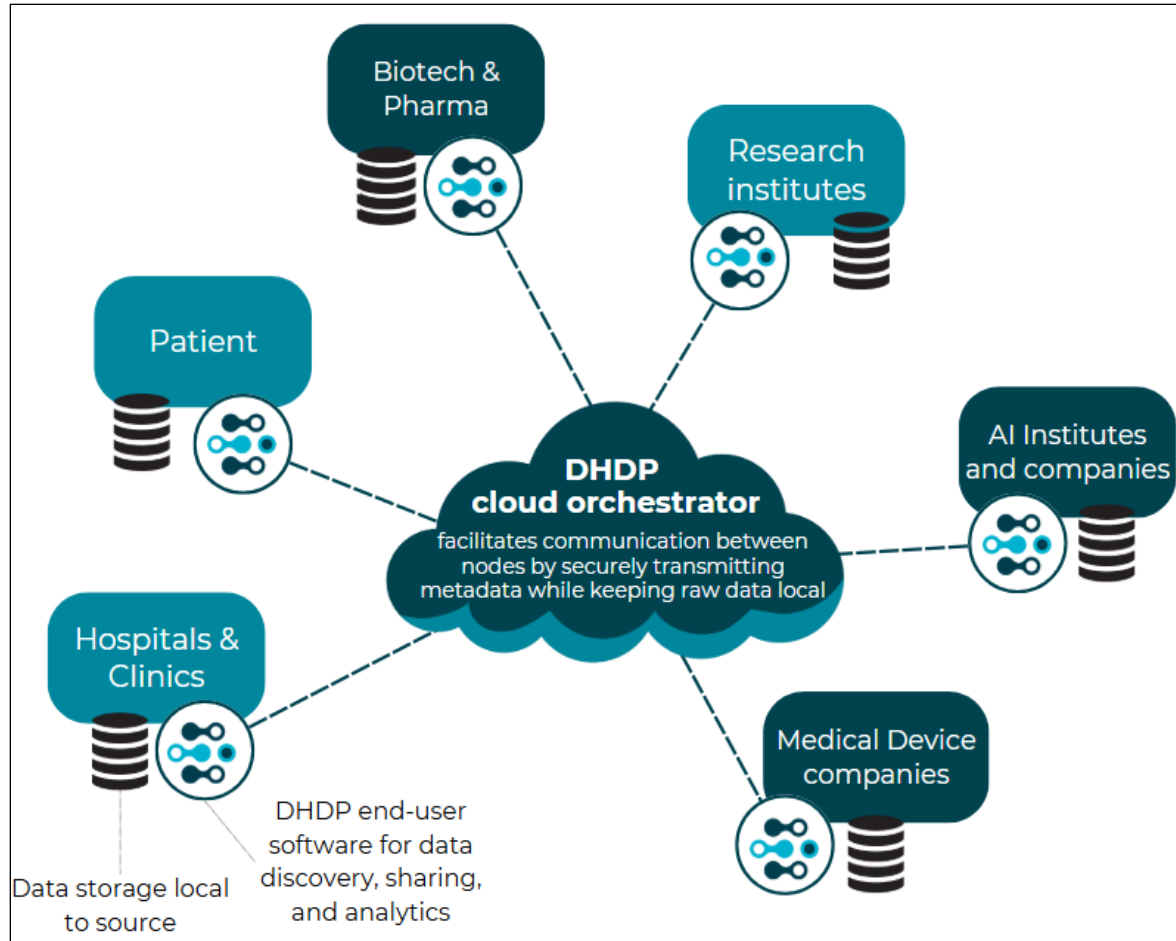 Biotech &
Pharma
Research
institutes
Patient
AI Institutes
and companies
DHDP
cloud orchestrator
facilitates communication between
nodes by securely transmitting
metadata while keeping raw data local
Hospitals &
Clinics
Medical Device
companies
DHDP end-user
software for data
discovery, sharing,
and analytics
Data storage local
to source